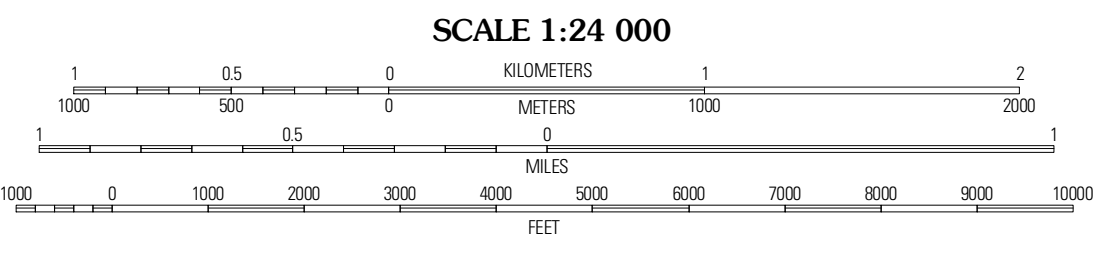 SCALE 1:24 000
1 0.5 0 KILOMETERS 1 2
1000 500 0 METERS 1000 2000
1 0.5 0 1
MILES
1000 0 1000 2000 3000 4000 5000 6000 7000 8000 9000 10000
FEET